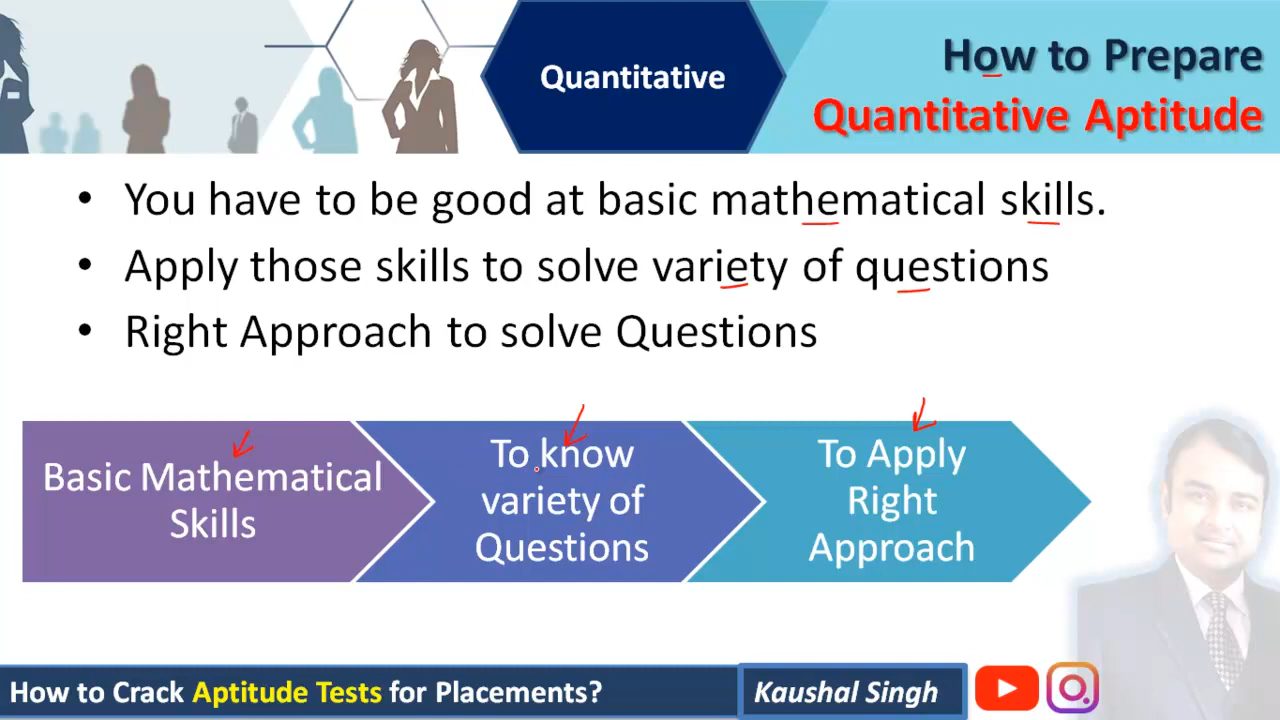 Quantitative
How to Prepare
Quantitative Aptitude
• You have to be good at basic mathematical skills.
• Apply those skills to solve variety of questions
• Right Approach to solve Questions
Basic Mathematical
Skills
To know
variety of
Questions
To Apply
Right
Approach
How to Crack Aptitude Tests for Placements?
Kaushal Singh